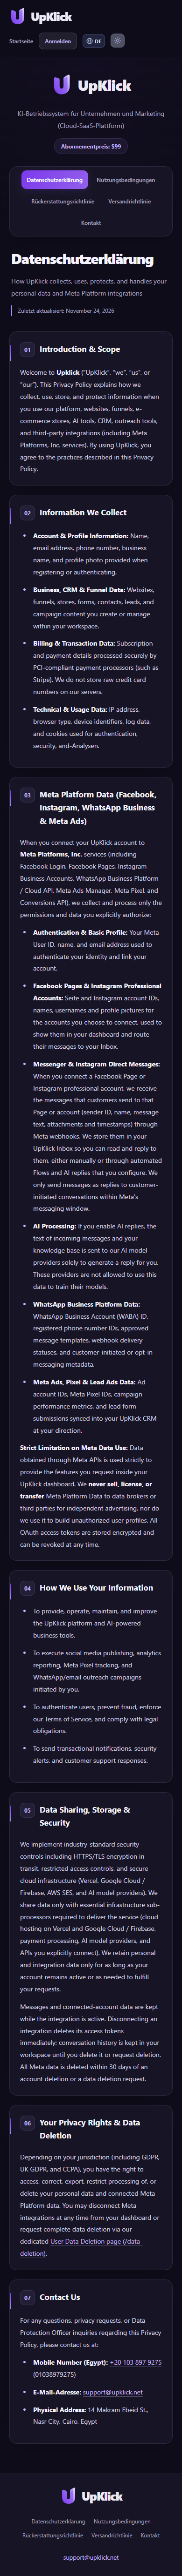 UpKlick
Startseite
Anmelden
DE
UpKlick
KI-Betriebssystem für Unternehmen und Marketing
(Cloud-SaaS-Plattform)
Abonnementpreis: $99
Datenschutzerklärung
Nutzungsbedingungen
Rückerstattungsrichtlinie
Versandrichtlinie
Kontakt
Datenschutzerklärung
How UpKlick collects, uses, protects, and handles your
personal data and Meta Platform integrations
Zuletzt aktualisiert: November 24, 2026
01 Introduction & Scope
Welcome to Upklick ("UpKlick", "we", "us", or
"our"). This Privacy Policy explains how we
collect, use, store, and protect information when
you use our platform, websites, funnels, e-
commerce stores, AI tools, CRM, outreach tools,
and third-party integrations (including Meta
Platforms, Inc. services). By using UpKlick, you
agree to the practices described in this Privacy
Policy.
02 Information We Collect
• Account & Profile Information: Name,
email address, phone number, business
name, and profile photo provided when
registering or authenticating.
• Business, CRM & Funnel Data: Websites,
funnels, stores, forms, contacts, leads, and
campaign content you create or manage
within your workspace.
• Billing & Transaction Data: Subscription
and payment details processed securely by
PCI-compliant payment processors (such as
Stripe). We do not store raw credit card
numbers on our servers.
• Technical & Usage Data: IP address,
browser type, device identifiers, log data,
and cookies used for authentication,
security, und-Analysen.
03 Meta Platform Data (Facebook,
Instagram, WhatsApp Business
& Meta Ads)
When you connect your UpKlick account to
Meta Platforms, Inc. services (including
Facebook Login, Facebook Pages, Instagram
Business Accounts, WhatsApp Business Platform
/ Cloud API, Meta Ads Manager, Meta Pixel, and
Conversions API), we collect and process only the
permissions and data you explicitly authorize:
• Authentication & Basic Profile: Your Meta
User ID, name, and email address used to
authenticate your identity and link your
account.
• Facebook Pages & Instagram Professional
Accounts: Seite and Instagram account IDs,
names, usernames and profile pictures for
the accounts you choose to connect, used to
show them in your dashboard and route
their messages to your Inbox.
• Messenger & Instagram Direct Messages:
When you connect a Facebook Page or
Instagram professional account, we receive
the messages that customers send to that
Page or account (sender ID, name, message
text, attachments and timestamps) through
Meta webhooks. We store them in your
UpKlick Inbox so you can read and reply to
them, either manually or through automated
Flows and AI replies that you configure. We
only send messages as replies to customer-
initiated conversations within Meta's
messaging window.
• AI Processing: If you enable AI replies, the
text of incoming messages and your
knowledge base is sent to our AI model
providers solely to generate a reply for you.
These providers are not allowed to use this
data to train their models.
• WhatsApp Business Platform Data:
WhatsApp Business Account (WABA) ID,
registered phone number IDs, approved
message templates, webhook delivery
statuses, and customer-initiated or opt-in
messaging metadata.
• Meta Ads, Pixel & Lead Ads Data: Ad
account IDs, Meta Pixel IDs, campaign
performance metrics, and lead form
submissions synced into your UpKlick CRM
at your direction.
Strict Limitation on Meta Data Use: Data
obtained through Meta APIs is used strictly to
provide the features you request inside your
UpKlick dashboard. We never sell, license, or
transfer Meta Platform Data to data brokers or
third parties for independent advertising, nor do
we use it to build unauthorized user profiles. All
OAuth access tokens are stored encrypted and
can be revoked at any time.
04 How We Use Your Information
• To provide, operate, maintain, and improve
the UpKlick platform and AI-powered
business tools.
• To execute social media publishing, analytics
reporting, Meta Pixel tracking, and
WhatsApp/email outreach campaigns
initiated by you.
• To authenticate users, prevent fraud, enforce
our Terms of Service, and comply with legal
obligations.
• To send transactional notifications, security
alerts, and customer support responses.
05 Data Sharing, Storage &
Security
We implement industry-standard security
controls including HTTPS/TLS encryption in
transit, restricted access controls, and secure
cloud infrastructure (Vercel, Google Cloud /
Firebase, AWS SES, and AI model providers). We
share data only with essential infrastructure sub-
processors required to deliver the service (cloud
hosting on Vercel and Google Cloud / Firebase,
payment processing, AI model providers, and
APIs you explicitly connect). We retain personal
and integration data only for as long as your
account remains active or as needed to fulfill
your requests.
Messages and connected-account data are kept
while the integration is active. Disconnecting an
integration deletes its access tokens
immediately; conversation history is kept in your
workspace until you delete it or request deletion.
All Meta data is deleted within 30 days of an
account deletion or a data deletion request.
06 Your Privacy Rights & Data
Deletion
Depending on your jurisdiction (including GDPR,
UK GDPR, and CCPA), you have the right to
access, correct, export, restrict processing of, or
delete your personal data and connected Meta
Platform data. You may disconnect Meta
integrations at any time from your dashboard or
request complete data deletion via our
dedicated User Data Deletion page (/data-
deletion).
07 Contact Us
For any questions, privacy requests, or Data
Protection Officer inquiries regarding this Privacy
Policy, please contact us at:
• Mobile Number (Egypt): +20 103 897 9275
(01038979275)
• E-Mail-Adresse: support@upklick.net
• Physical Address: 14 Makram Ebeid St.,
Nasr City, Cairo, Egypt
UpKlick
Datenschutzerklärung
Nutzungsbedingungen
Rückerstattungsrichtlinie
Versandrichtlinie
Kontakt
support@upklick.net